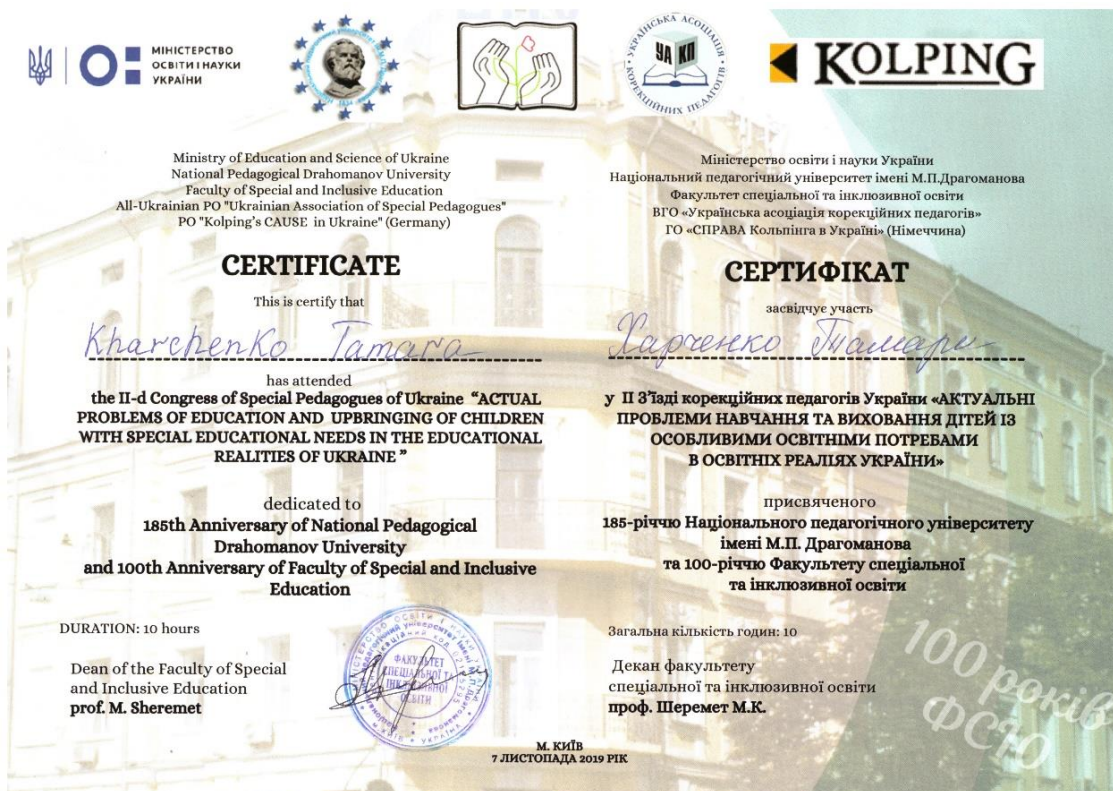 МІНІСТЕРСТВО
ОСВІТИ І НАУКИ
УКРАЇНИ
УКРАЇНСЬКА АСОЦІАЦІЯ
УА КП
КОРЕКЦІЙНИХ ПЕДАГОГІВ
KOLPING
Ministry of Education and Science of Ukraine
National Pedagogical Drahomanov University
Faculty of Special and Inclusive Education
All-Ukrainian PO "Ukrainian Association of Special Pedagogues"
PO "Kolping's CAUSE in Ukraine" (Germany)
CERTIFICATE
This is certify that
Kharchenko Tamara
has attended
the II-d Congress of Special Pedagogues of Ukraine "ACTUAL
PROBLEMS OF EDUCATION AND UPBRINGING OF CHILDREN
WITH SPECIAL EDUCATIONAL NEEDS IN THE EDUCATIONAL
REALITIES OF UKRAINE "
dedicated to
185th Anniversary of National Pedagogical
Drahomanov University
and 100th Anniversary of Faculty of Special and Inclusive
Education
DURATION: 10 hours
Dean of the Faculty of Special
and Inclusive Education
prof. M. Sheremet
Міністерство освіти і науки України
Національний педагогічний університет імені М.П.Драгоманова
Факультет спеціальної та інклюзивної освіти
ВГО «Українська асоціація корекційних педагогів»
ГО «СПРАВА Кольпінга в Україні» (Німеччина)
СЕРТИФІКАТ
засвідчує участь
Харченко Тамари
у II З'їзді корекційних педагогів України «АКТУАЛЬНІ
ПРОБЛЕМИ НАВЧАННЯ ТА ВИХОВАННЯ ДІТЕЙ ІЗ
ОСОБЛИВИМИ ОСВІТНІМИ ПОТРЕБАМИ
В ОСВІТНІХ РЕАЛІЯХ УКРАЇНИ»
присвяченого
185-річчю Національного педагогічного університету
імені М.П. Драгоманова
та 100-річчю Факультету спеціальної
та інклюзивної освіти
Загальна кількість годин: 10
Декан факультету
спеціальної та інклюзивної освіти
проф. Шеремет М.К.
ФАКУЛЬТЕТ
СПЕЦІАЛЬНОЇ ТА
ІНКЛЮЗИВНОЇ
ОСВІТИ
100 років
ФСІО
М. КИЇВ
7 ЛИСТОПАДА 2019 РІК